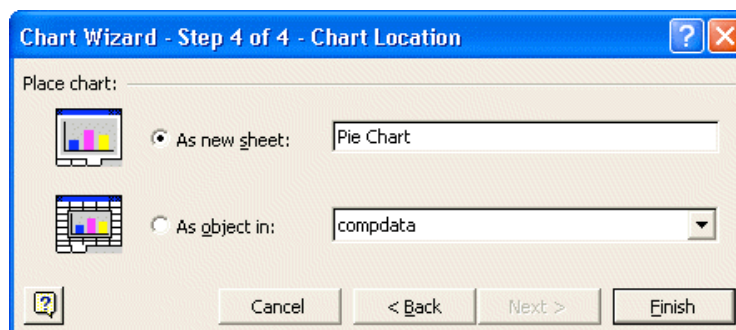 Chart Wizard - Step 4 of 4 - Chart Location
Place chart:
As new sheet: Pie Chart
As object in: compdata
Cancel < Back Next > Finish